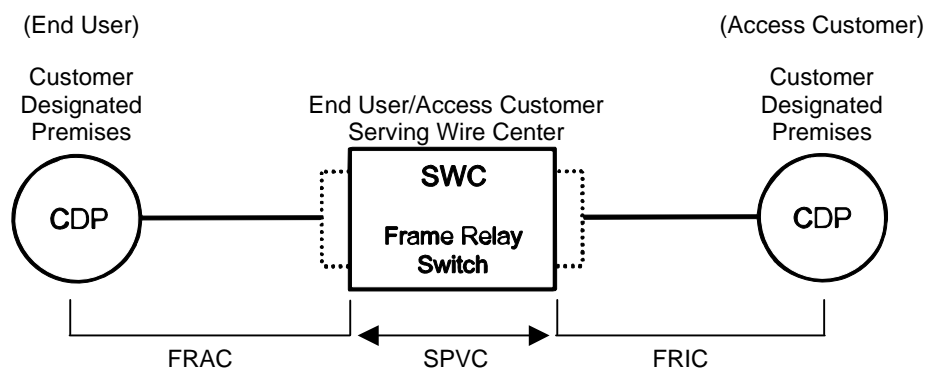 (End User)
(Access Customer)
Customer
Designated
Premises
End User/Access Customer
Serving Wire Center
Customer
Designated
Premises
CDP
SWC
Frame Relay
Switch
CDP
FRAC
SPVC
FRIC